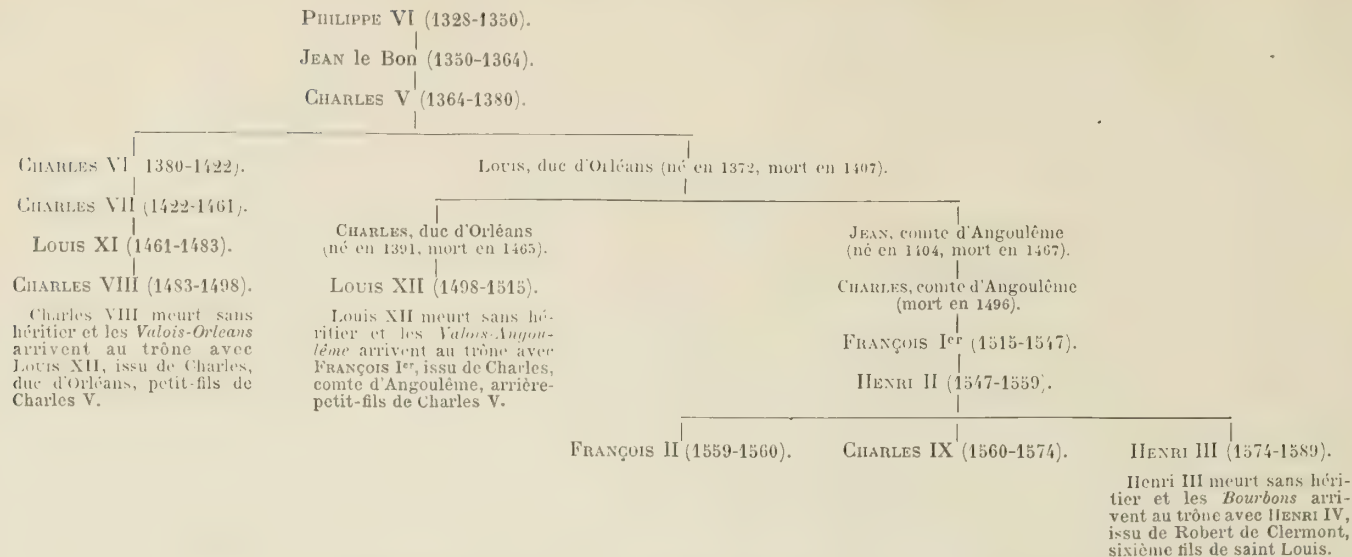 PHILIPPE VI (1328-1350).
JEAN le Bon (1350-1364).
CHARLES V (1364-1380).
CHARLES VI 1380-1422).
LOUIS, duc d'Orléans (né en 1372, mort en 1407).
CHARLES VII (1422-1461).
LOUIS XI (1461-1483).
CHARLES VIII (1483-1498).
Charles VIII meurt sans
héritier et les Valois-Orleans
arrivent au trône avec
LOUIS XII, issu de Charles,
duc d'Orléans, petit-fils de
Charles V.
CHARLES, duc d'Orléans
(né en 1391, mort en 1465).
LOUIS XII (1498-1515).
Louis XII meurt sans hé-
ritier et les Valois-Angou-
lême arrivent au trône avec
FRANÇOIS Ier, issu de Charles,
comte d'Angoulême, arrière-
petit-fils de Charles V.
JEAN, comte d'Angoulême
(né en 1404, mort en 1467).
CHARLES, comte d'Angoulême
(mort en 1496).
FRANÇOIS Ier (1515-1547).
HENRI II (1547-1559).
FRANÇOIS II (1559-1560).
CHARLES IX (1560-1574).
HENRI III (1574-1589).
Henri III meurt sans héri-
tier et les Bourbons arri-
vent au trône avec HENRI IV,
issu de Robert de Clermont,
sixième fils de saint Louis.